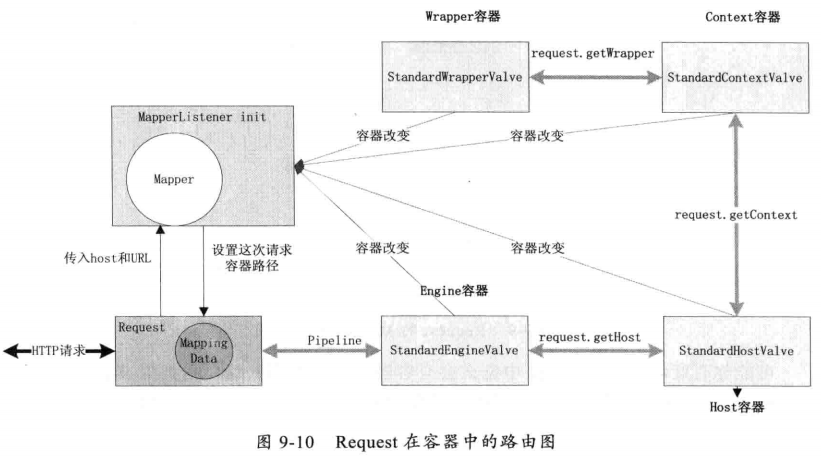 Wrapper容器
Context容器
request.getWrapper
StandardWrapperValve
StandardContextValve
MapperListener init
容器改变
容器改变
Mapper
request.getContext
传入host和URL
设置这次请求
容器路径
容器改变
容器改变
Engine容器
Request
Mapping
Data
HTTP请求
Pipeline
StandardEngineValve
request.getHost
StandardHostValve
Host容器
图 9-10 Request 在容器中的路由图